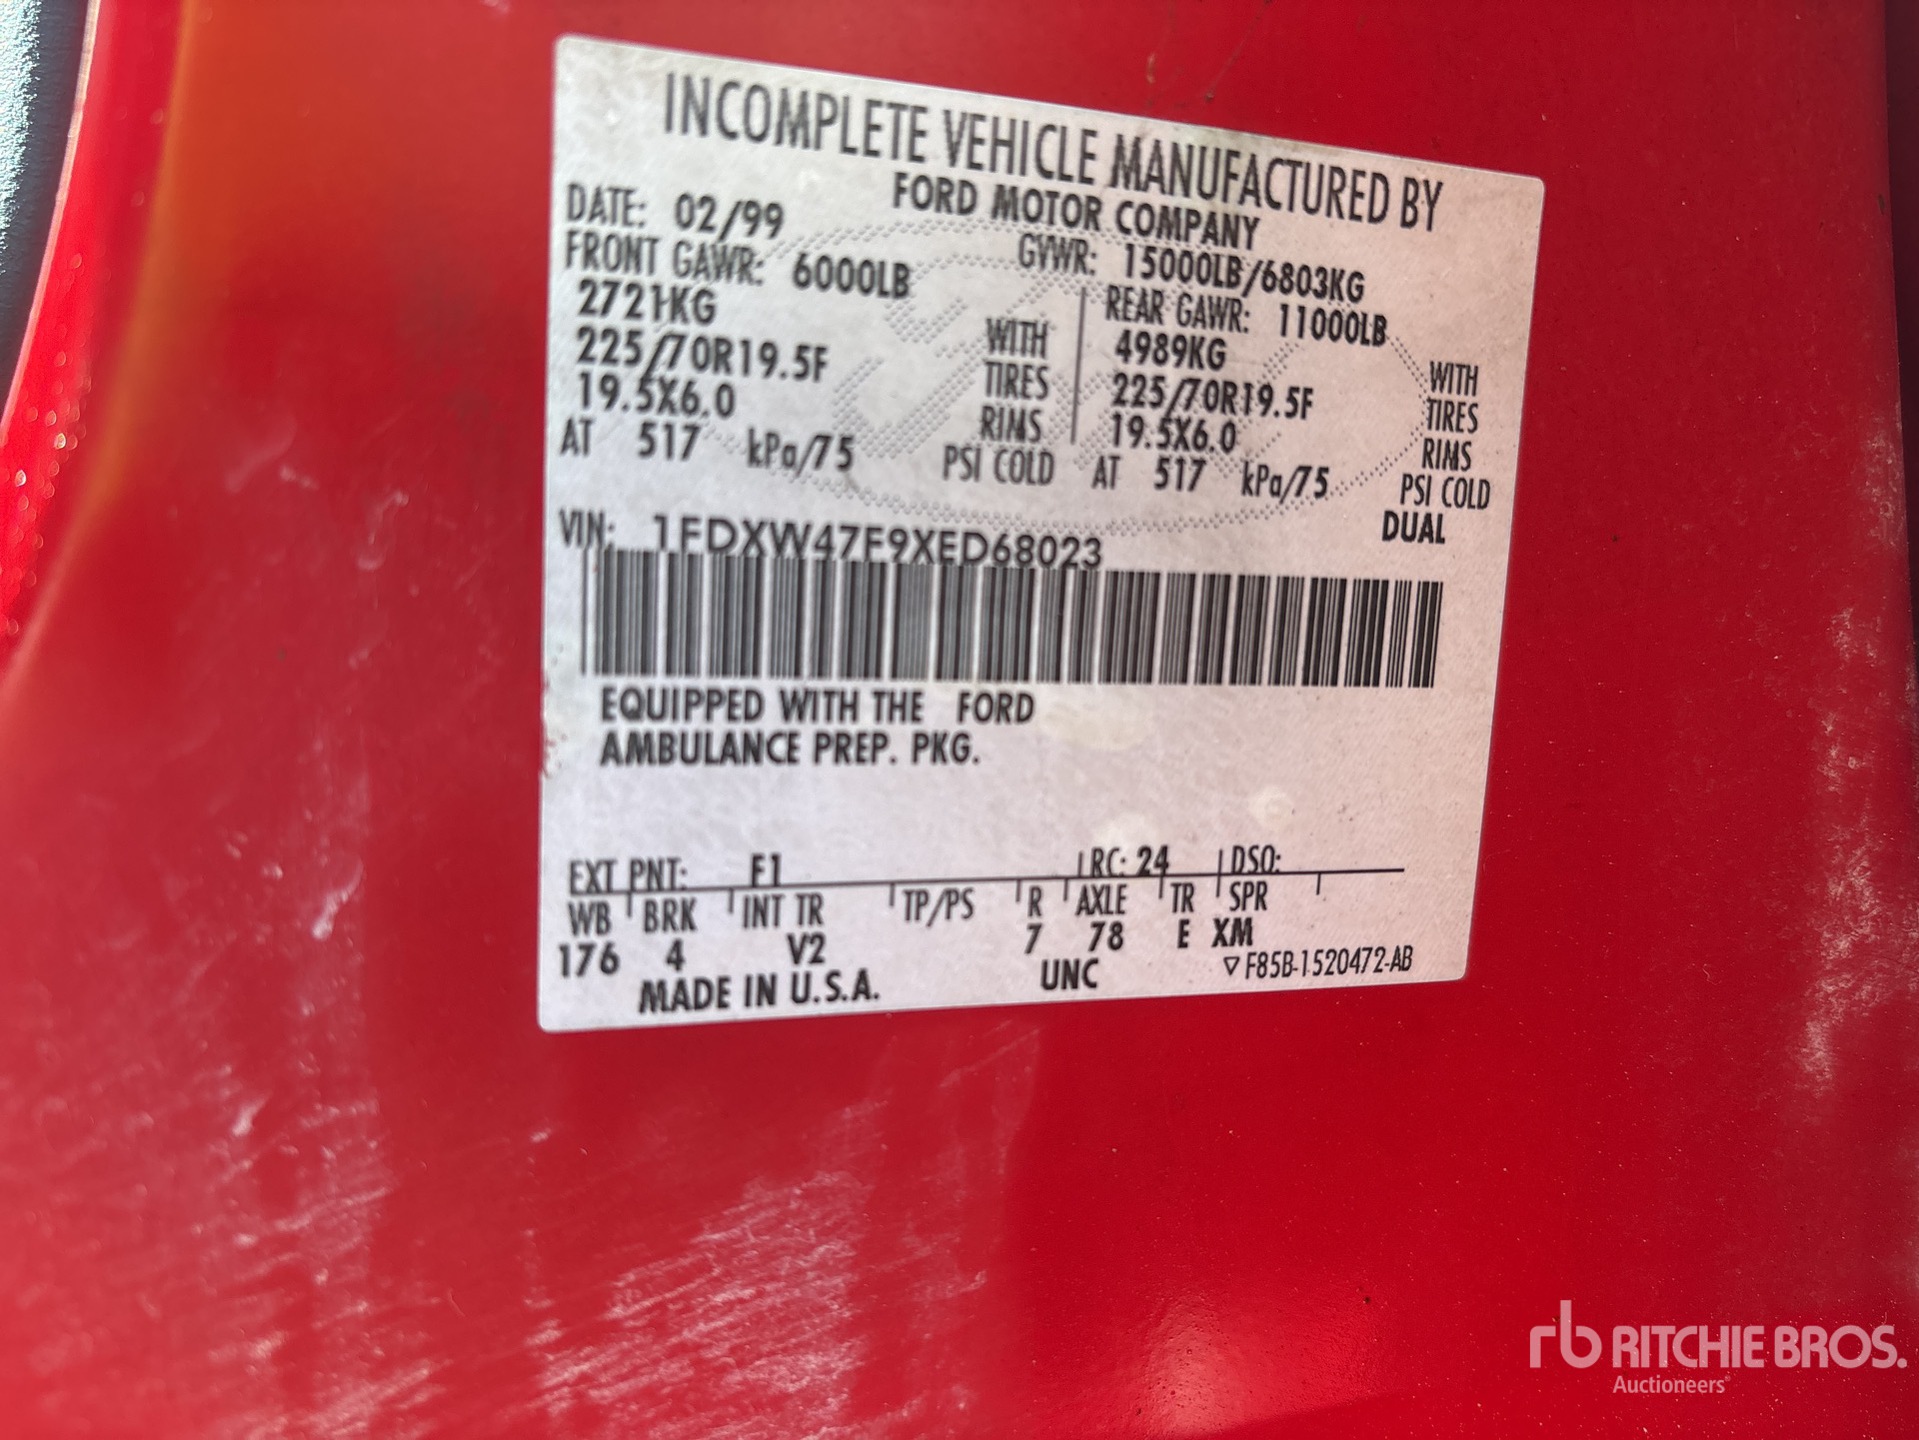 INCOMPLETE VEHICLE MANUFACTURED BY
FORD MOTOR COMPANY
DATE: 02/99
GVWR: 15000LB/6803KG
FRONT GAWR: 6000LB
2721KG
225/70R19.5F
19.5X6.0
AT 517 kPa/75
WITH
TIRES
RIMS
PSI COLD
REAR GAWR: 11000LB
4989KG
225/70R19.5F
19.5X6.0
AT 517 kPa/75
WITH
TIRES
RIMS
PSI COLD
DUAL
VIN: 1FDXW47F9XED68023
EQUIPPED WITH THE FORD
AMBULANCE PREP. PKG.
EXT PNT: F1 RC: 24 DSO:
WB BRK INT TR TP/PS R AXLE TR SPR
176 4 V2 7 78 E XM
MADE IN U.S.A. UNC ▽F85B-1520472-AB
rb RITCHIE BROS.
Auctioneers